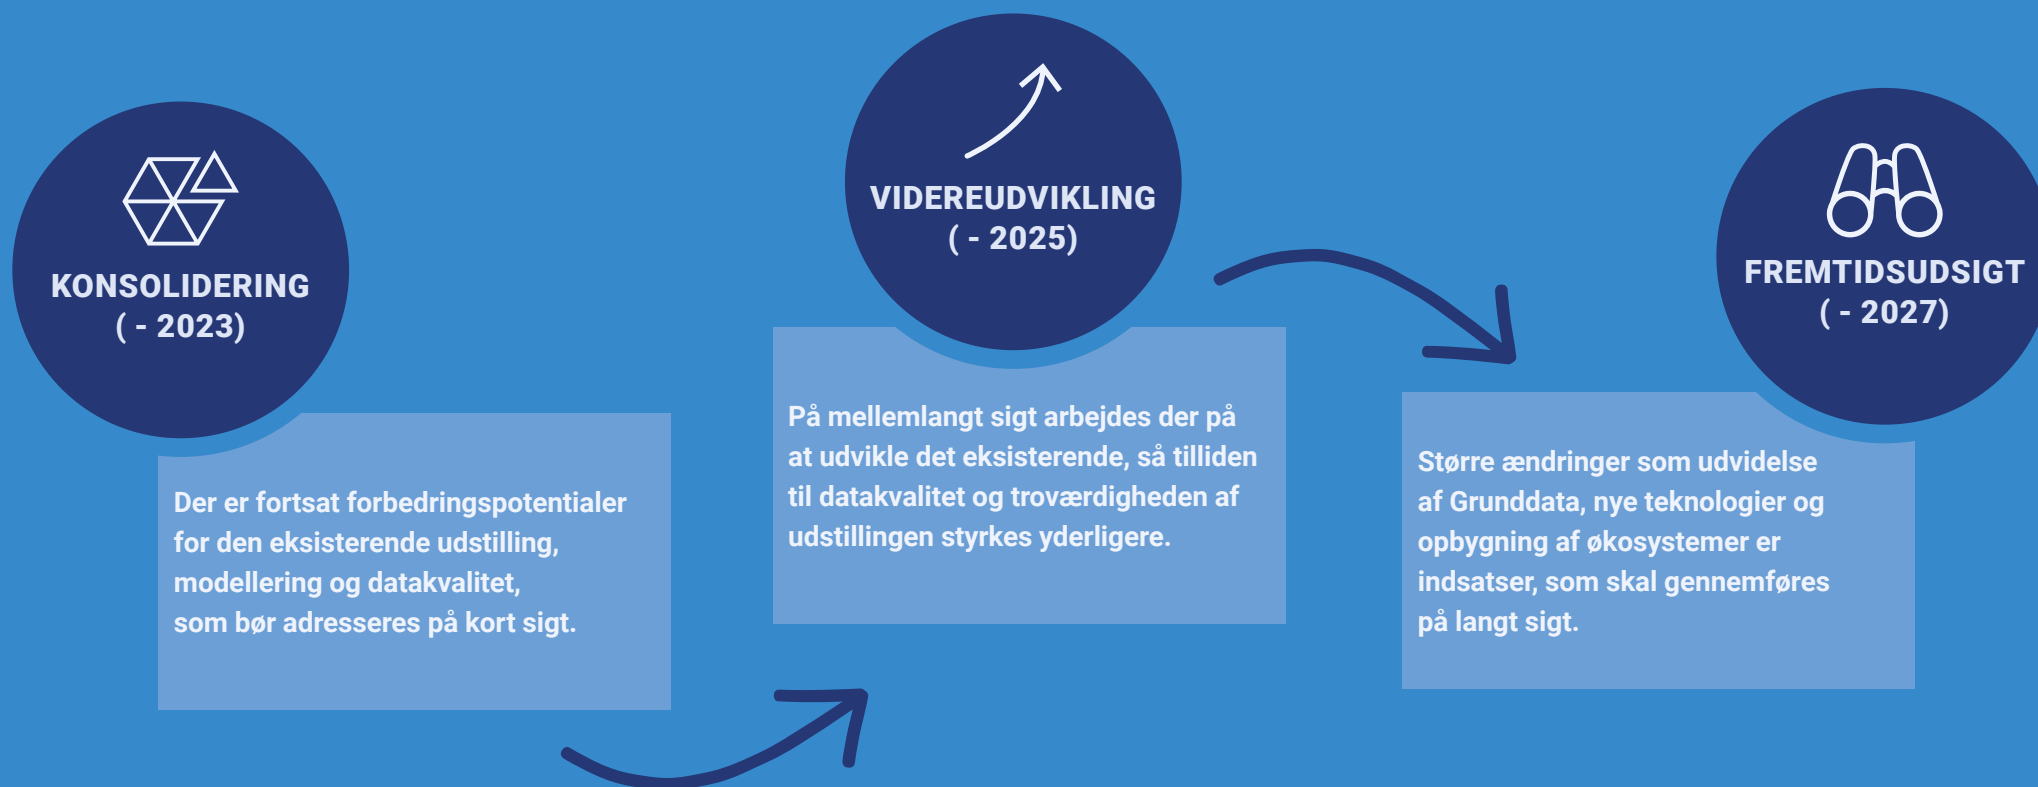 KONSOLIDERING
( - 2023)
Der er fortsat forbedringspotentialer
for den eksisterende udstilling,
modellering og datakvalitet,
som bør adresseres på kort sigt.
VIDEREUDVIKLING
( - 2025)
På mellemlangt sigt arbejdes der på
at udvikle det eksisterende, så tilliden
til datakvalitet og troværdigheden af
udstillingen styrkes yderligere.
FREMTIDSUDSIGT
( - 2027)
Større ændringer som udvidelse
af Grunddata, nye teknologier og
opbygning af økosystemer er
indsatser, som skal gennemføres
på langt sigt.